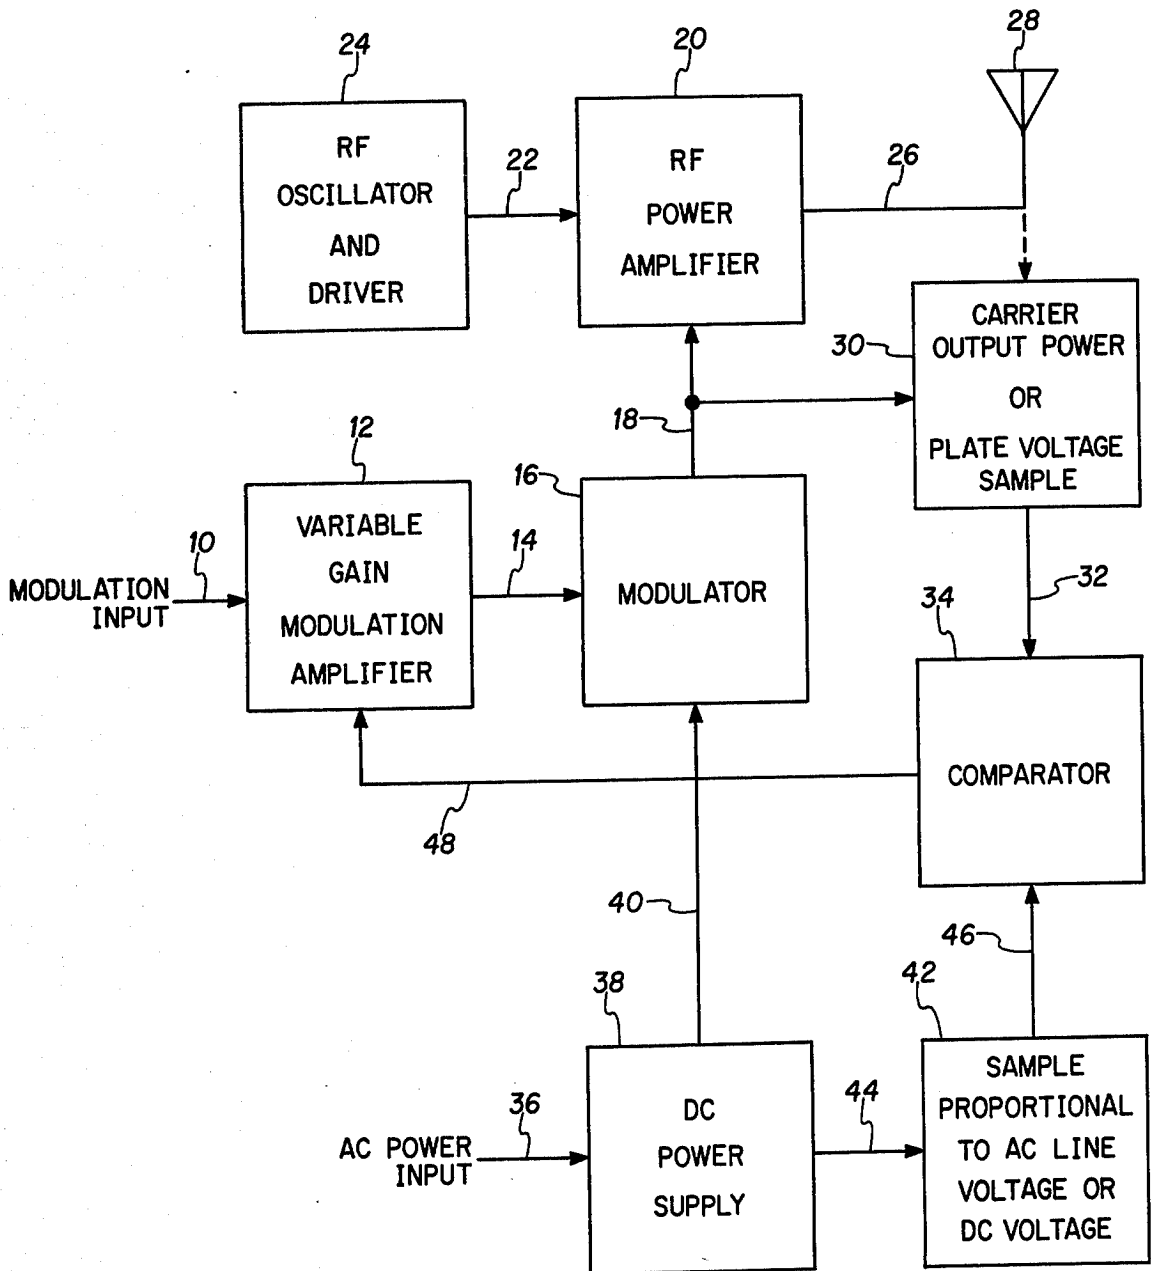 28
20
24
RF
OSCILLATOR
AND
DRIVER
22
RF
POWER
AMPLIFIER
26
CARRIER
OUTPUT POWER
OR
PLATE VOLTAGE
SAMPLE
30
18
12
16
VARIABLE
GAIN
MODULATION
AMPLIFIER
10
MODULATION
INPUT
14
MODULATOR
32
34
COMPARATOR
48
40
46
42
38
SAMPLE
PROPORTIONAL
TO AC LINE
VOLTAGE OR
DC VOLTAGE
44
36
AC POWER
INPUT
DC
POWER
SUPPLY